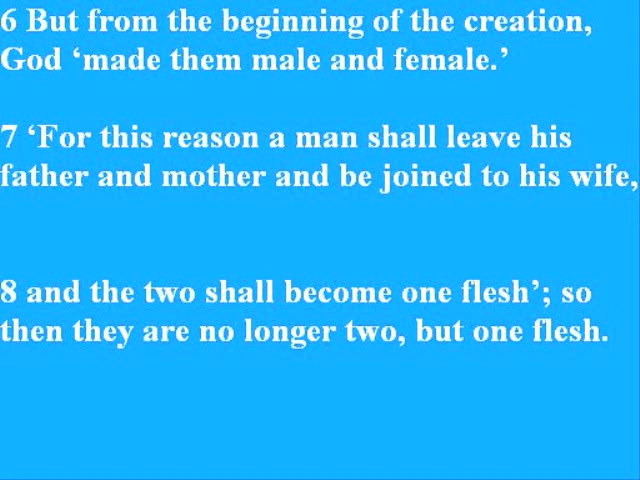 6 But from the beginning of the creation,
God ‘made them male and female.’
7 ‘For this reason a man shall leave his
father and mother and be joined to his wife,
8 and the two shall become one flesh’; so
then they are no longer two, but one flesh.